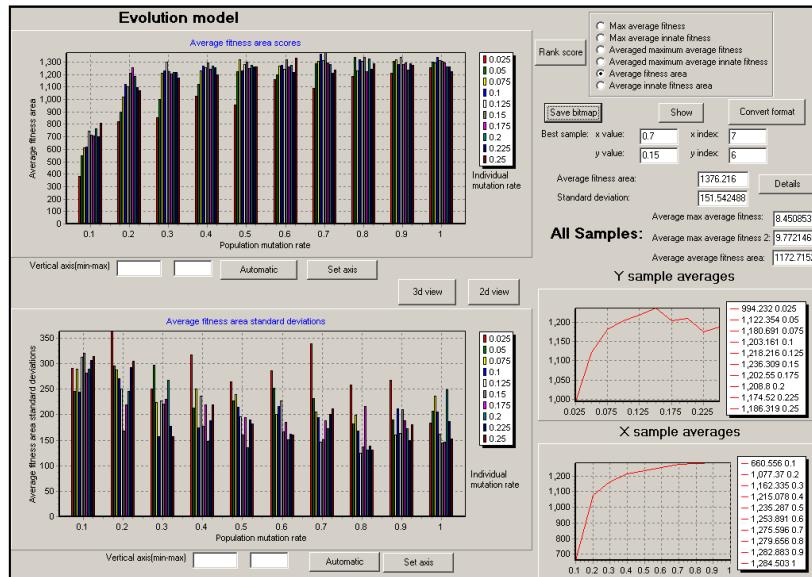 Evolution model
Average fitness area scores
Average fitness area
1,300
1,200
1,100
1,000
900
800
700
600
500
400
300
200
100
0
0.1 0.2 0.3 0.4 0.5 0.6 0.7 0.8 0.9 1
Population mutation rate
0.025
0.05
0.075
0.1
0.125
0.15
0.175
0.2
0.225
0.25
Individual
mutation rate
Vertical axis(min-max)
Automatic
Set axis
3d view
2d view
Average fitness area standard deviations
Average fitness area standard deviations
350
300
250
200
150
100
50
0
0.1 0.2 0.3 0.4 0.5 0.6 0.7 0.8 0.9 1
Population mutation rate
0.025
0.05
0.075
0.1
0.125
0.15
0.175
0.2
0.225
0.25
Individual
mutation rate
Vertical axis(min-max)
Automatic
Set axis
Rank score
Max average fitness
Max average innate fitness
Averaged maximum average fitness
Averaged maximum average innate fitness
Average fitness area
Average innate fitness area
Save bitmap
Show
Convert format
Best sample: x value: 0.7 x index: 7
y value: 0.15 y index: 6
Average fitness area: 1376.216
Standard deviation: 151.542488
Details
All Samples:
Average max average fitness: 8.450853
Average max average fitness 2: 9.772146
Average average fitness area: 1172.7152
Y sample averages
1,200
1,150
1,100
1,050
1,000
0.025 0.075 0.125 0.175 0.225
994.232 0.025
1,122.354 0.05
1,180.691 0.075
1,203.161 0.1
1,218.216 0.125
1,236.309 0.15
1,202.55 0.175
1,208.8 0.2
1,174.52 0.225
1,186.319 0.25
X sample averages
1,200
1,100
1,000
900
800
700
0.1 0.2 0.3 0.4 0.5 0.6 0.7 0.8 0.9 1
660.556 0.1
1,077.37 0.2
1,162.335 0.3
1,215.078 0.4
1,235.287 0.5
1,253.891 0.6
1,275.596 0.7
1,279.656 0.8
1,282.883 0.9
1,284.503 1